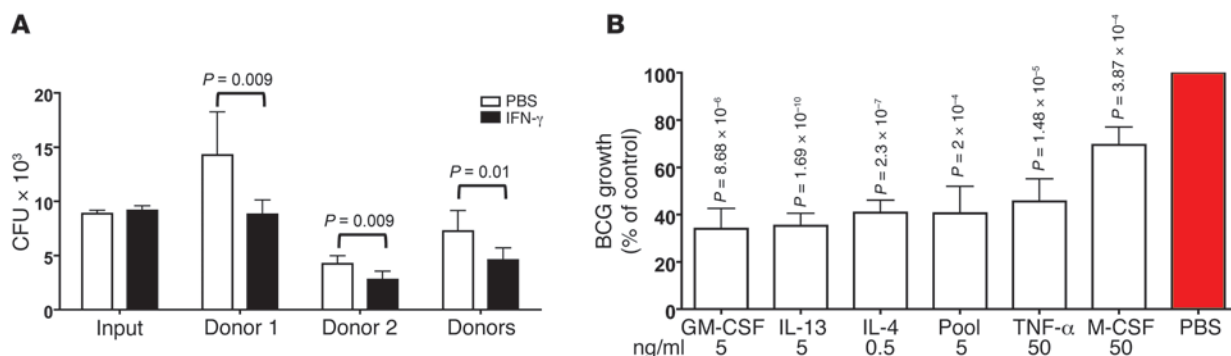 A
P = 0.009
PBS
IFN-γ
P = 0.009
P = 0.01
20
15
10
5
0
CFU × 10³
Input
Donor 1
Donor 2
Donors
B
P = 8.68 × 10⁻⁶
P = 1.69 × 10⁻¹⁰
P = 2.3 × 10⁻⁷
P = 2 × 10⁻⁴
P = 1.48 × 10⁻⁵
P = 3.87 × 10⁻⁴
100
80
60
40
20
0
BCG growth
(% of control)
GM-CSF IL-13 IL-4 Pool TNF-α M-CSF PBS
ng/ml 5 5 0.5 5 50 50